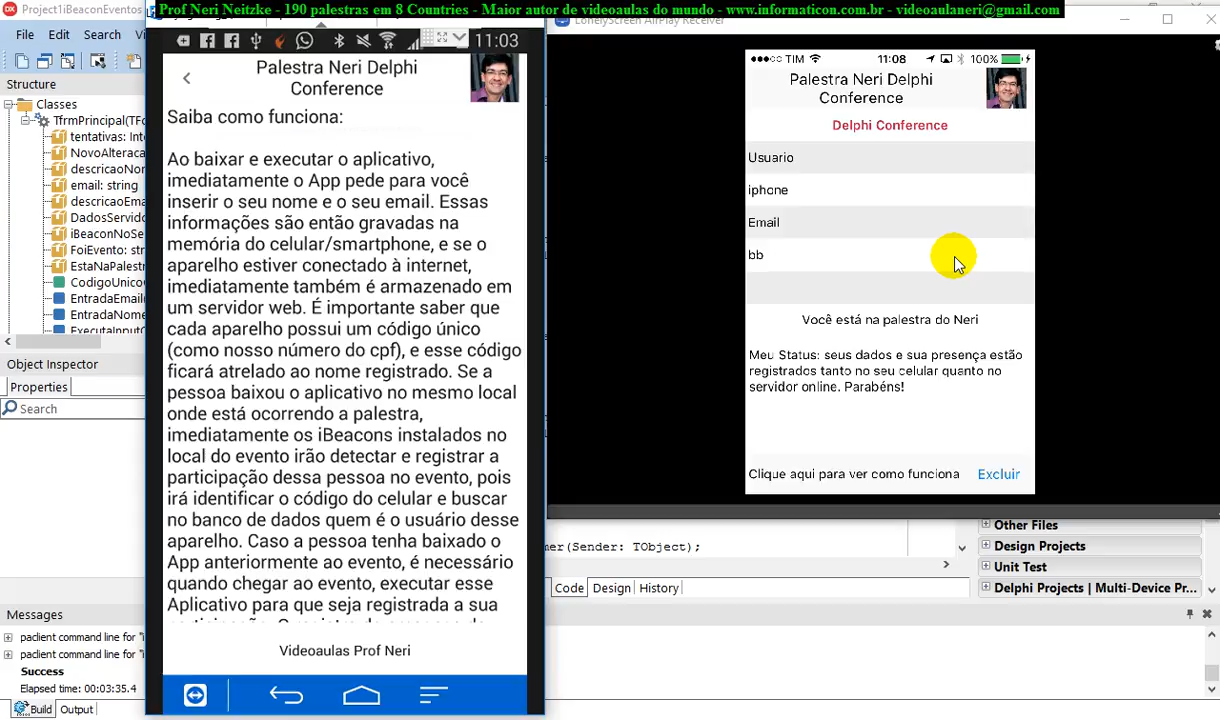 Prof Neri Neitzke - 190 palestras em 8 Countries - Maior autor de videoaulas do mundo - www.informaticon.com.br - videoaulaneri@gmail.com
Project1iBeaconEventos
File Edit Search
Structure
Classes
TfrmPrincipal(TFo
tentativas: Int
NovoAlteraca
descricaoNor
email: string
descricaoEma
DadosServido
iBeaconNoSe
FoiEvento: str
EstaNaPalestr
CodigoUnico
EntradaEmail
EntradaNome
ExecutaInputC
Object Inspector
Properties
Search
11:03
Palestra Neri Delphi
Conference
Saiba como funciona:
Ao baixar e executar o aplicativo,
imediatamente o App pede para você
inserir o seu nome e o seu email. Essas
informações são então gravadas na
memória do celular/smartphone, e se o
aparelho estiver conectado à internet,
imediatamente também é armazenado em
um servidor web. É importante saber que
cada aparelho possui um código único
(como nosso número do cpf), e esse código
ficará atrelado ao nome registrado. Se a
pessoa baixou o aplicativo no mesmo local
onde está ocorrendo a palestra,
imediatamente os iBeacons instalados no
local do evento irão detectar e registrar a
participação dessa pessoa no evento, pois
irá identificar o código do celular e buscar
no banco de dados quem é o usuário desse
aparelho. Caso a pessoa tenha baixado o
App anteriormente ao evento, é necessário
quando chegar ao evento, executar esse
Aplicativo para que seja registrada a sua
Videoaulas Prof Neri
LonelyScreen AirPlay Receiver
TIM 11:08 100%
Palestra Neri Delphi
Conference
Delphi Conference
Usuario
iphone
Email
bb
Você está na palestra do Neri
Meu Status: seus dados e sua presença estão
registrados tanto no seu celular quanto no
servidor online. Parabéns!
Clique aqui para ver como funciona Excluir
mer(Sender: TObject);
Code Design History
Other Files
Design Projects
Unit Test
Delphi Projects | Multi-Device Pr...
Messages
paclient command line for "i
paclient command line for "i
Success
Elapsed time: 00:03:35.4
Build Output